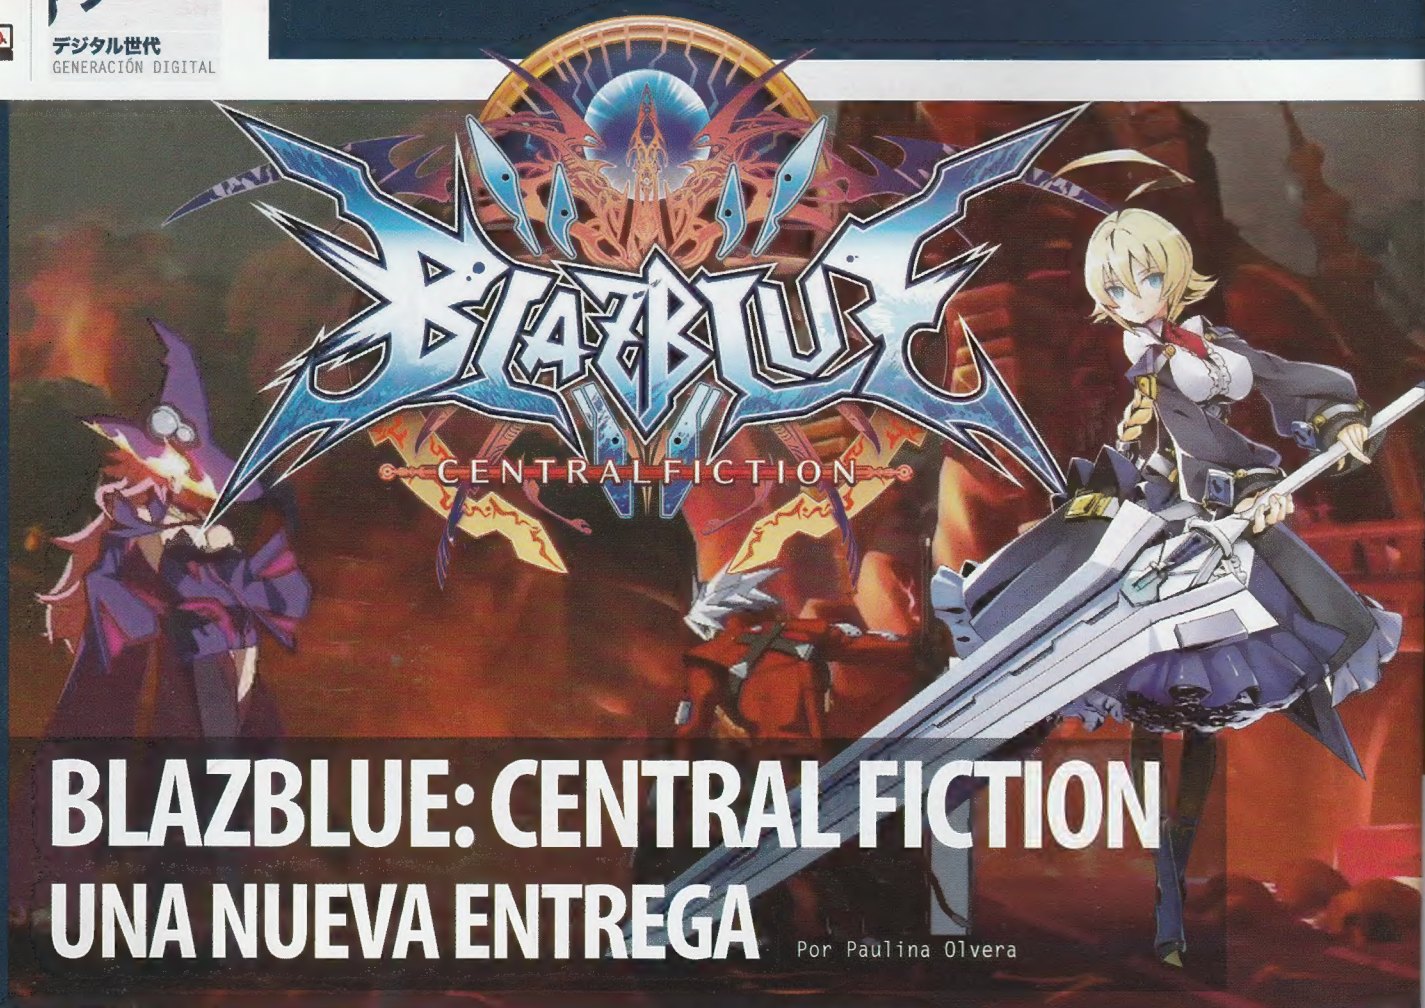 デジタル世代
GENERACIÓN DIGITAL
BLAZBLUE
CENTRALFICTION
BLAZBLUE: CENTRAL FICTION
UNA NUEVA ENTREGA
Por Paulina Olvera